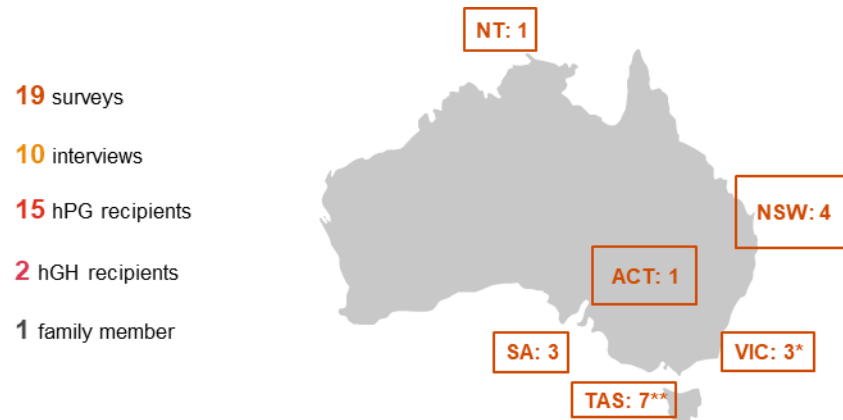 NT: 1
19 surveys
10 interviews
15 hPG recipients
NSW: 4
2 hGH recipients
ACT: 1
1 family member
SA: 3
VIC: 3*
TAS: 7**